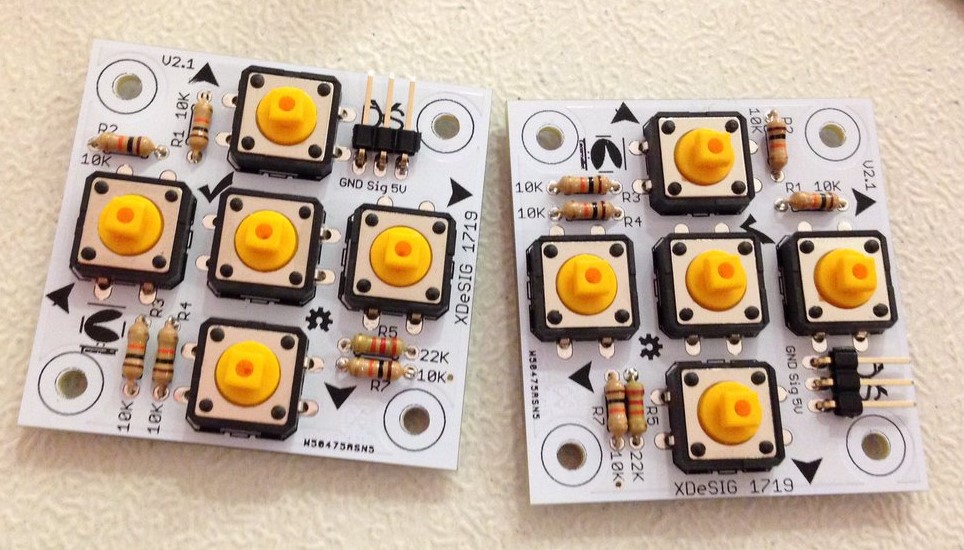 V2.1
R1 10K
R2
10K
GND Sig 5V
XDeSIG 1719
R3
R4
10K
10K
R5
22K
10K
R7
W50475ASN5
10K
R2
V2.1
10K
R3
10K
R4
R1 10K
GND Sig 5V
W50475ASN5
R7
R5
10K
22K
XDeSIG 1719